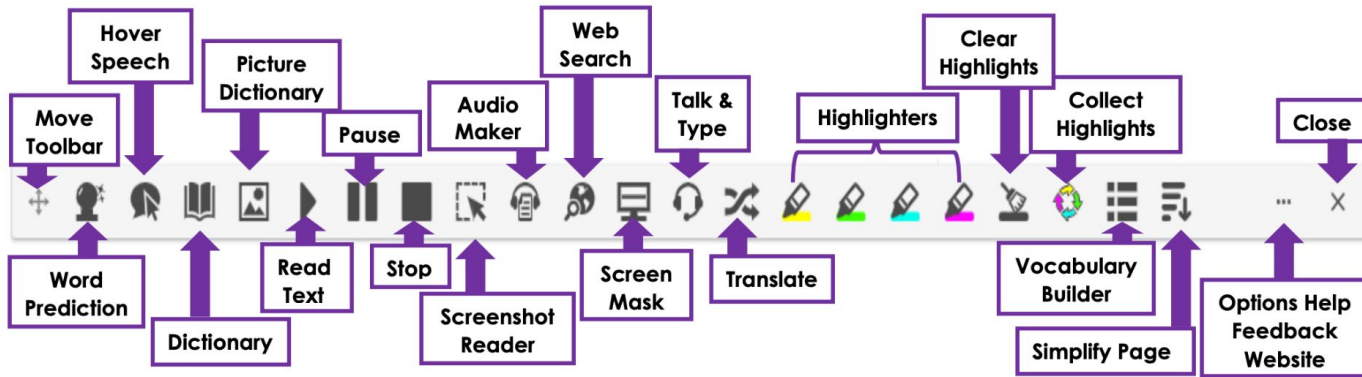 Hover
Speech
Web
Search
Clear
Highlights
Picture
Dictionary
Move
Toolbar
Pause
Audio
Maker
Talk &
Type
Highlighters
Collect
Highlights
Close
Word
Prediction
Dictionary
Read
Text
Stop
Screenshot
Reader
Screen
Mask
Translate
Vocabulary
Builder
Simplify Page
Options Help
Feedback
Website